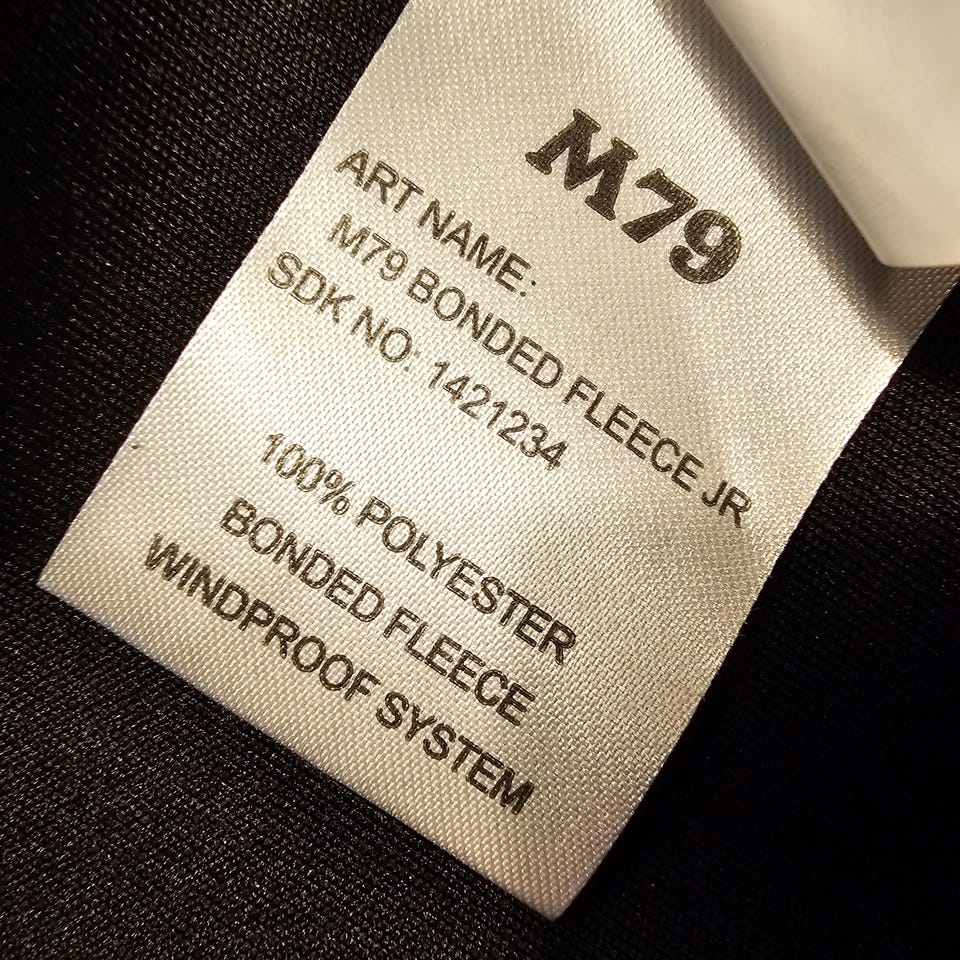 M79
ART NAME:
M79 BONDED FLEECE JR
SDK NO: 1421234
100% POLYESTER
BONDED FLEECE
WINDPROOF SYSTEM